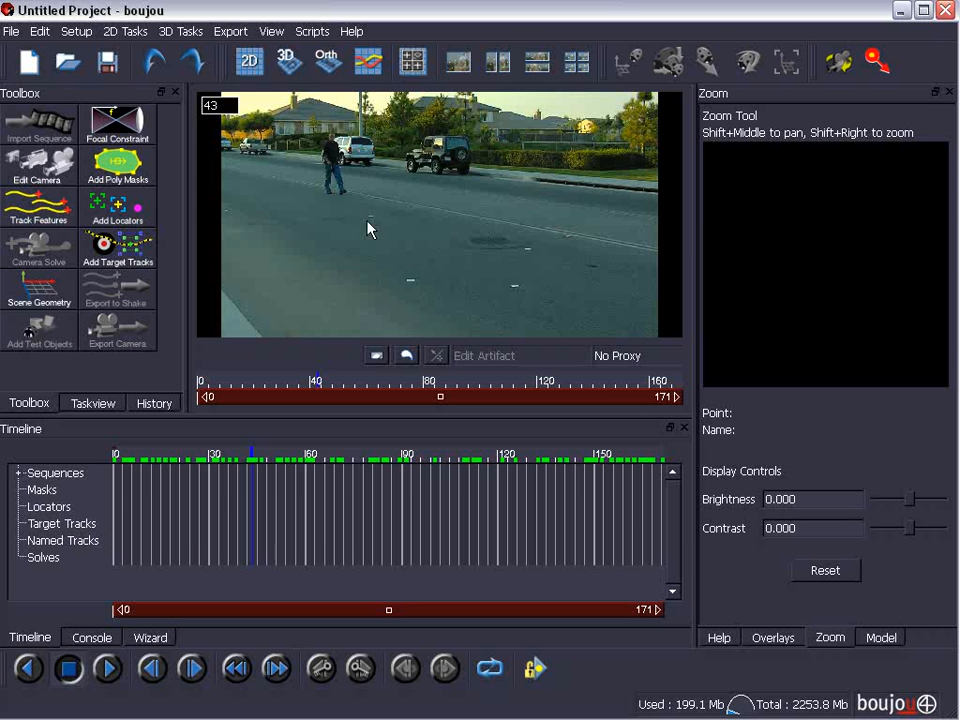 Untitled Project - boujou
File Edit Setup 2D Tasks 3D Tasks Export View Scripts Help
2D 3D Orth
Toolbox
Import Sequence Focal Constraint
Edit Camera Add Poly Masks
Track Features Add Locators
Camera Solve Add Target Tracks
Scene Geometry Export to Shake
Add Test Objects Export Camera
Toolbox Taskview History
43
Edit Artifact No Proxy
0 40 80 120 160
0 171
Timeline
0 30 60 90 120 150
Sequences
Masks
Locators
Target Tracks
Named Tracks
Solves
0 171
Timeline Console Wizard
Zoom
Zoom Tool
Shift+Middle to pan, Shift+Right to zoom
Point:
Name:
Display Controls
Brightness 0.000
Contrast 0.000
Reset
Help Overlays Zoom Model
Used : 199.1 Mb Total : 2253.8 Mb boujou4